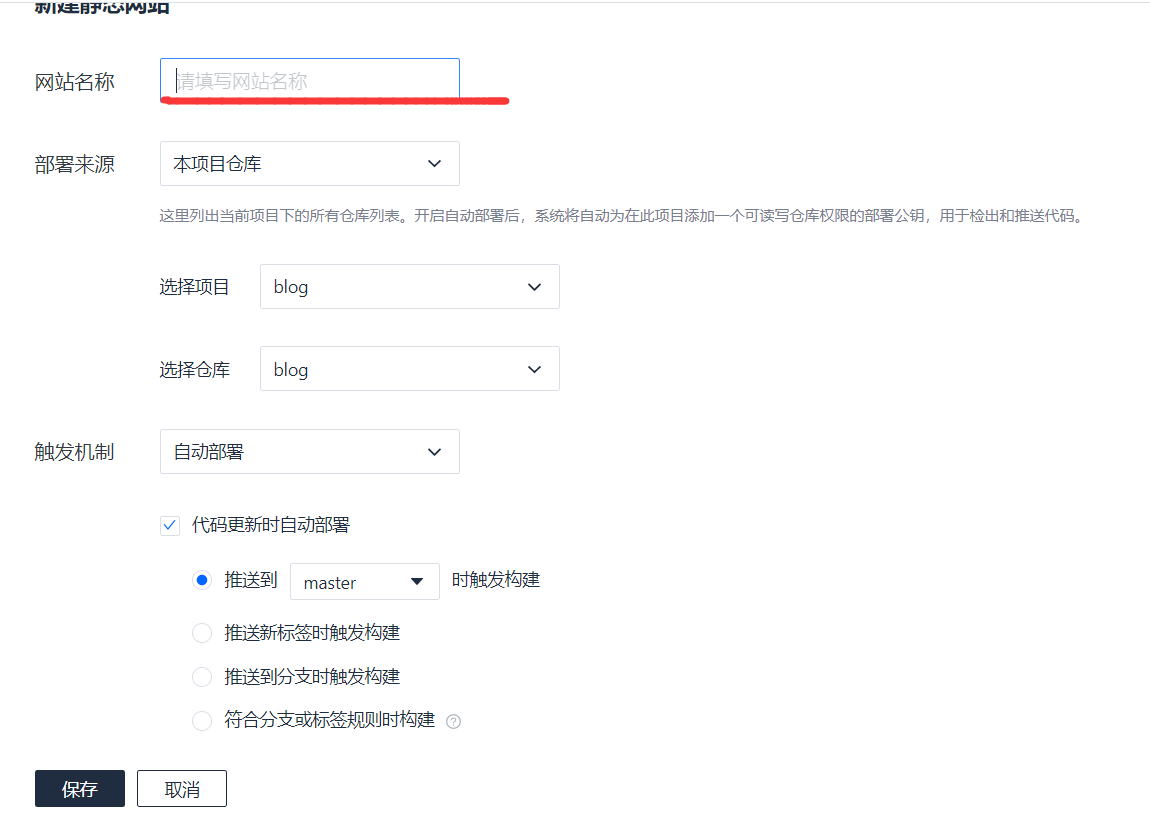 新建静态网站
网站名称 请填写网站名称
部署来源 本项目仓库
这里列出当前项目下的所有仓库列表。开启自动部署后，系统将自动为在此项目添加一个可读写仓库权限的部署公钥，用于检出和推送代码。
选择项目 blog
选择仓库 blog
触发机制 自动部署
代码更新时自动部署
推送到 master 时触发构建
推送新标签时触发构建
推送到分支时触发构建
符合分支或标签规则时构建 ?
保存 取消